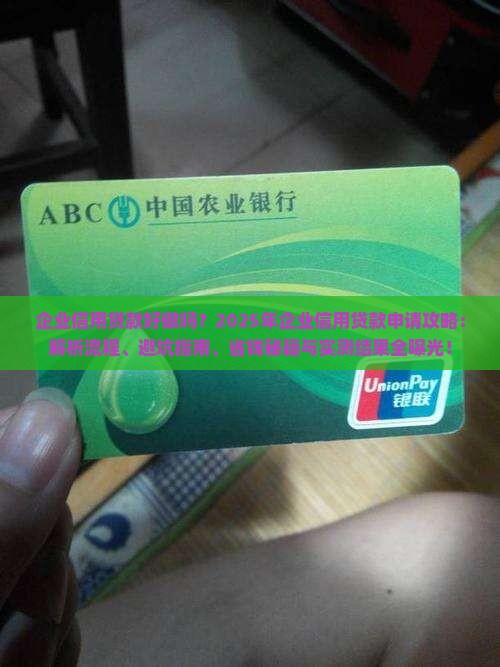 ABC 中国农业银行
企业信用贷款好做吗？2025年企业信用贷款申请攻略：
解析流程、避坑指南、省钱秘籍与实测结果全曝光！
UnionPay
银联